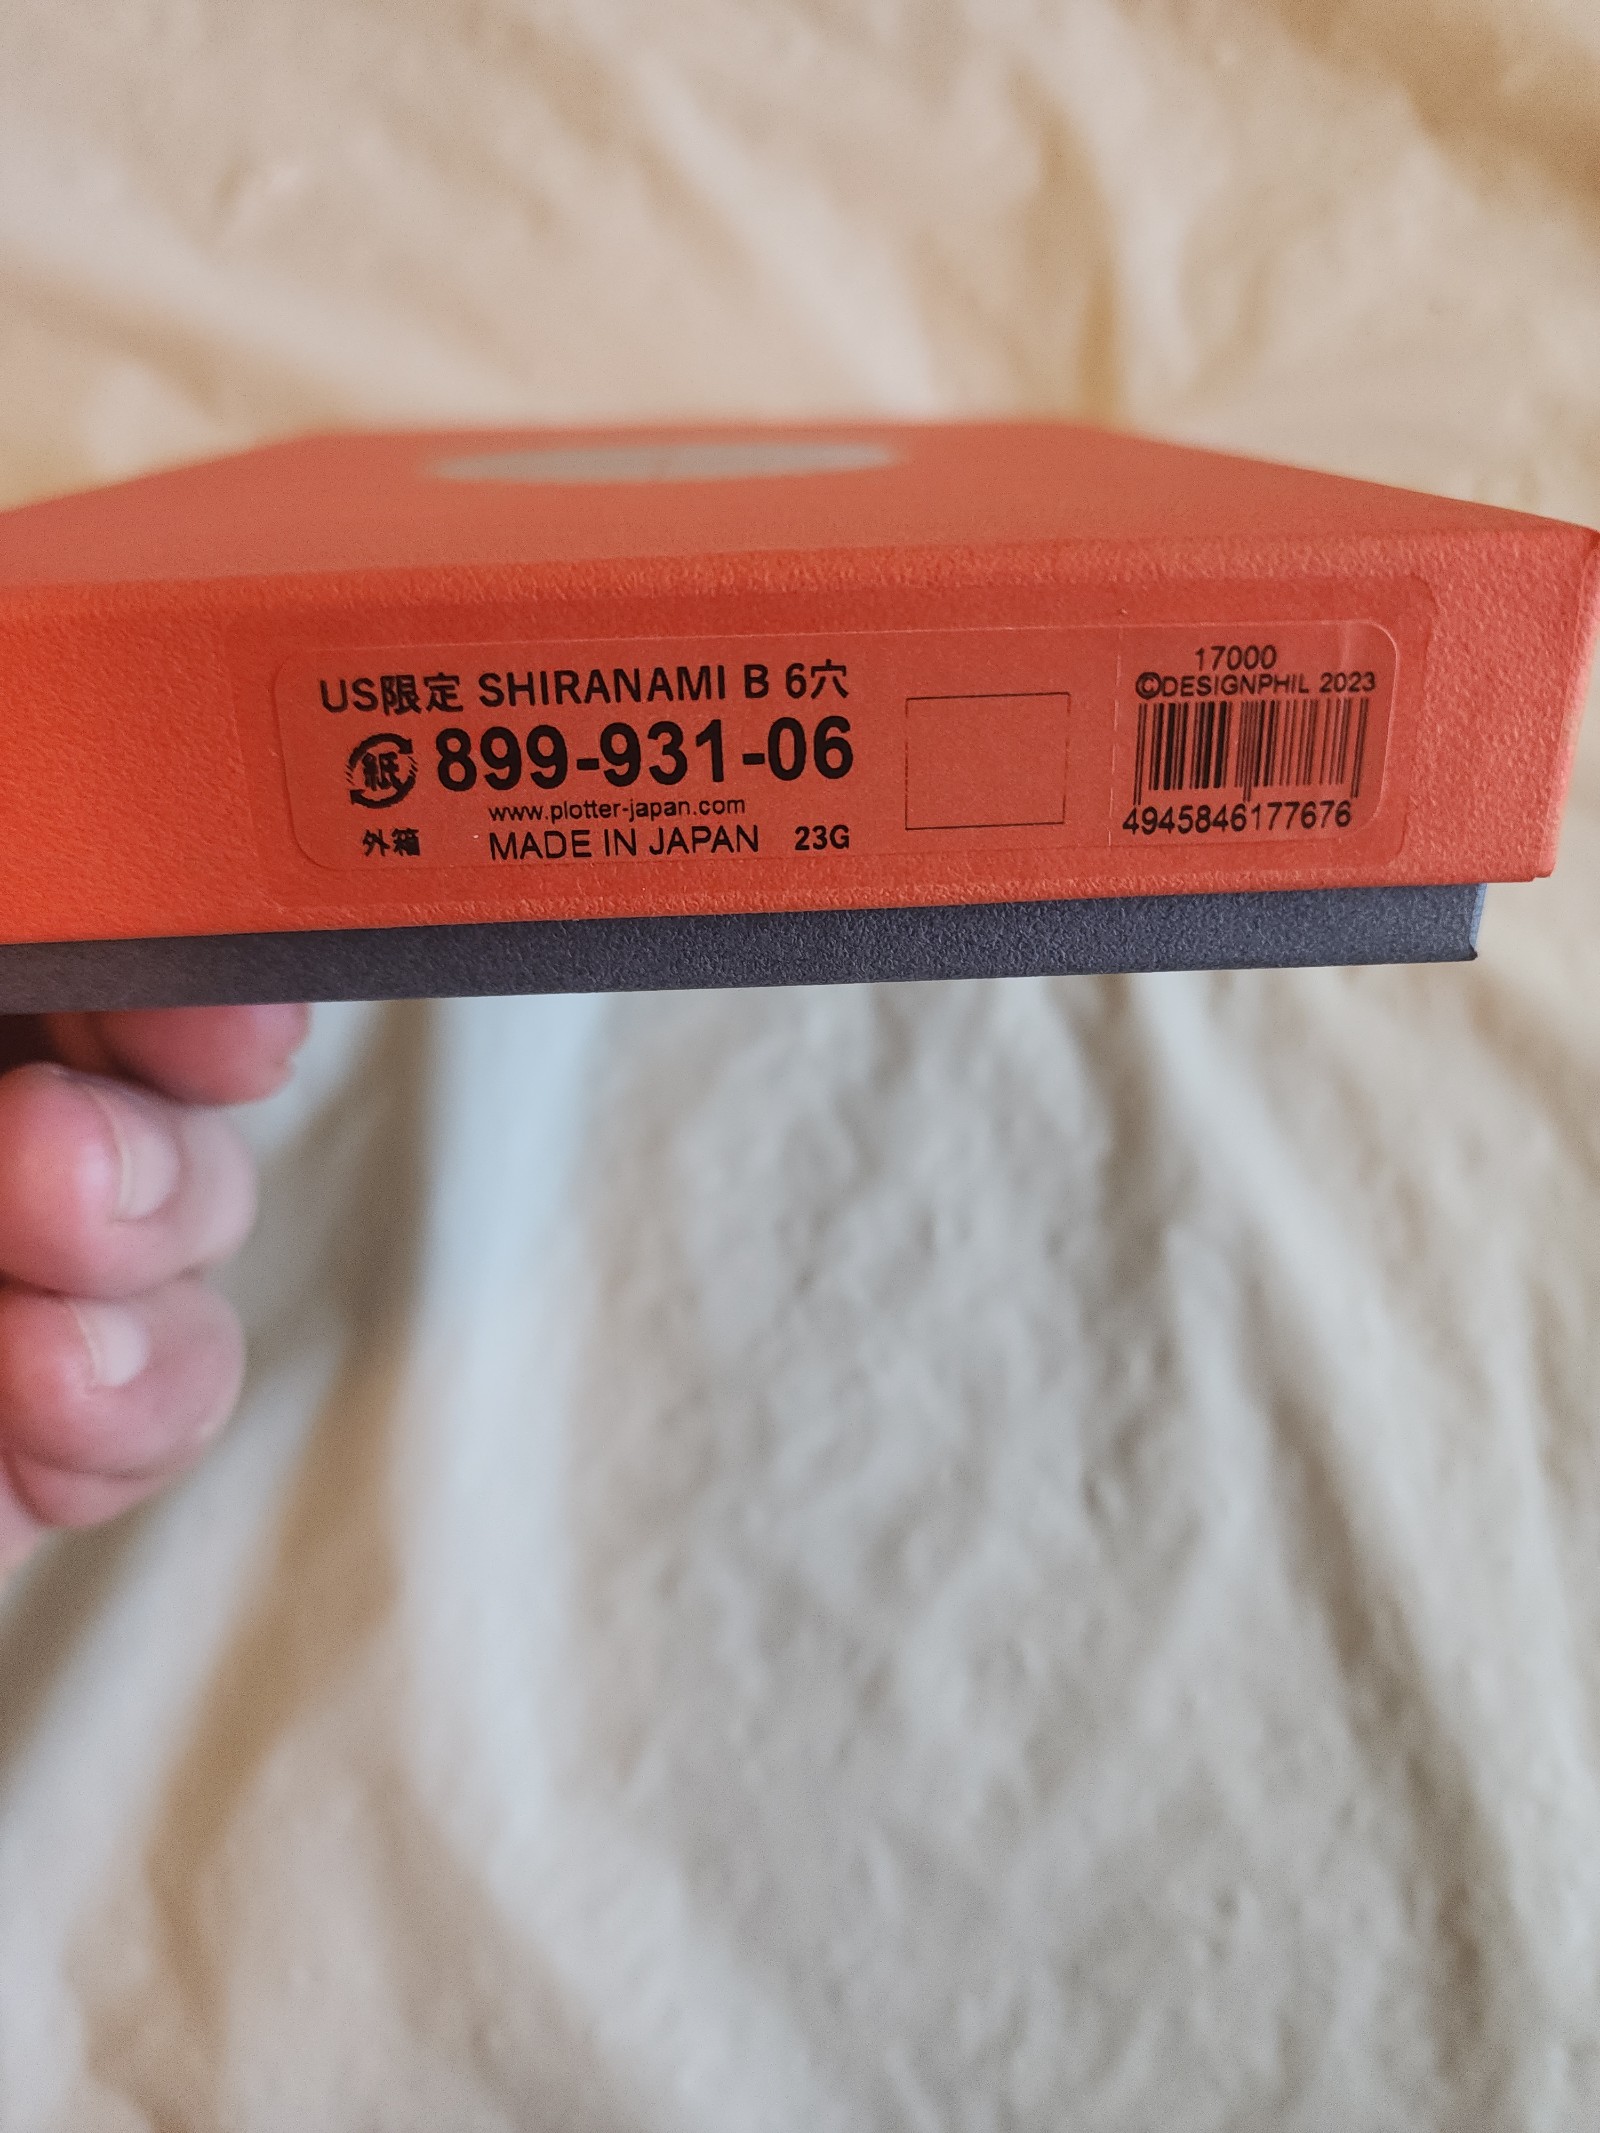 US限定 SHIRANAMI B 6穴
紙 899-931-06
www.plotter-japan.com
外箱 MADE IN JAPAN 23G
17000
©DESIGNPHIL 2023
4945846177676